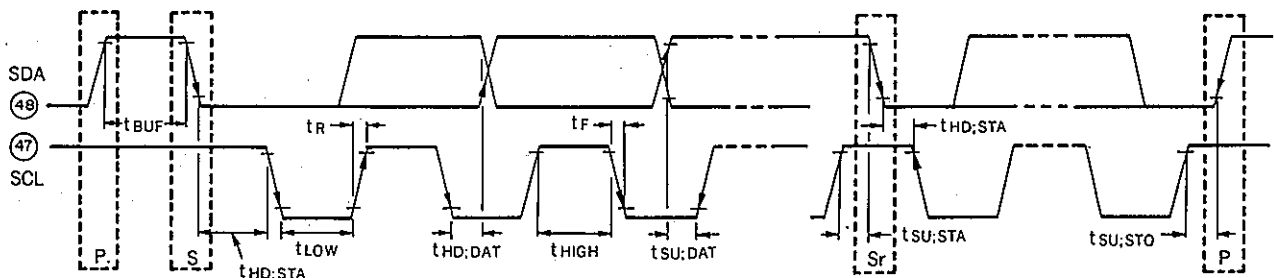 SDA
48
tBUF
tR
tF
tHD;STA
47
SCL
P
S
tHD;STA
tLOW
tHD;DAT
tHIGH
tSU;DAT
tSU;STA
Sr
tSU;STO
P